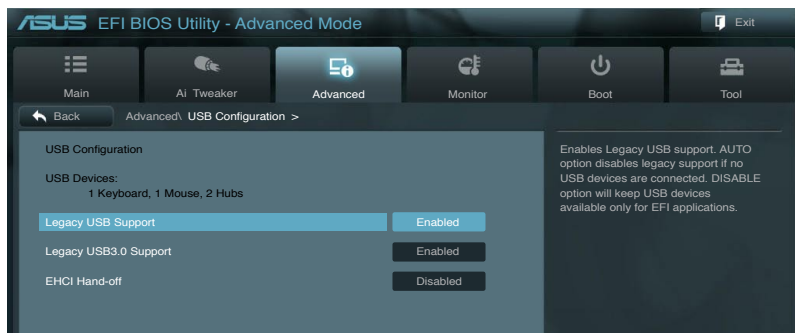 ASUS EFI BIOS Utility - Advanced Mode
Exit
Main
Ai Tweaker
Advanced
Monitor
Boot
Tool
Back
Advanced\ USB Configuration >
USB Configuration
USB Devices:
1 Keyboard, 1 Mouse, 2 Hubs
Legacy USB Support Enabled
Legacy USB3.0 Support Enabled
EHCI Hand-off Disabled
Enables Legacy USB support. AUTO
option disables legacy support if no
USB devices are connected. DISABLE
option will keep USB devices
available only for EFI applications.